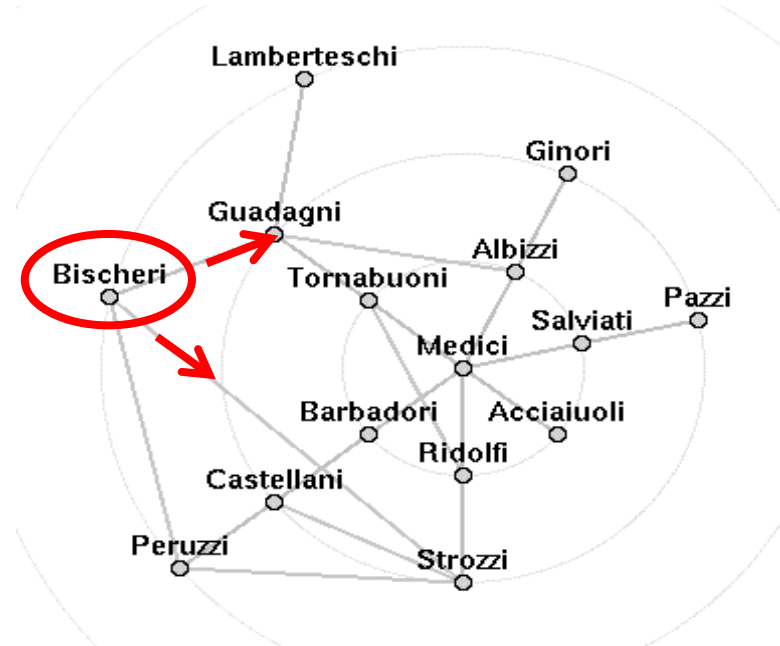 Lamberteschi
Ginori
Guadagni
Albizzi
Bischeri
Tornabuoni
Pazzi
Salviati
Medici
Barbadori
Acciaiuoli
Ridolfi
Castellani
Peruzzi
Strozzi